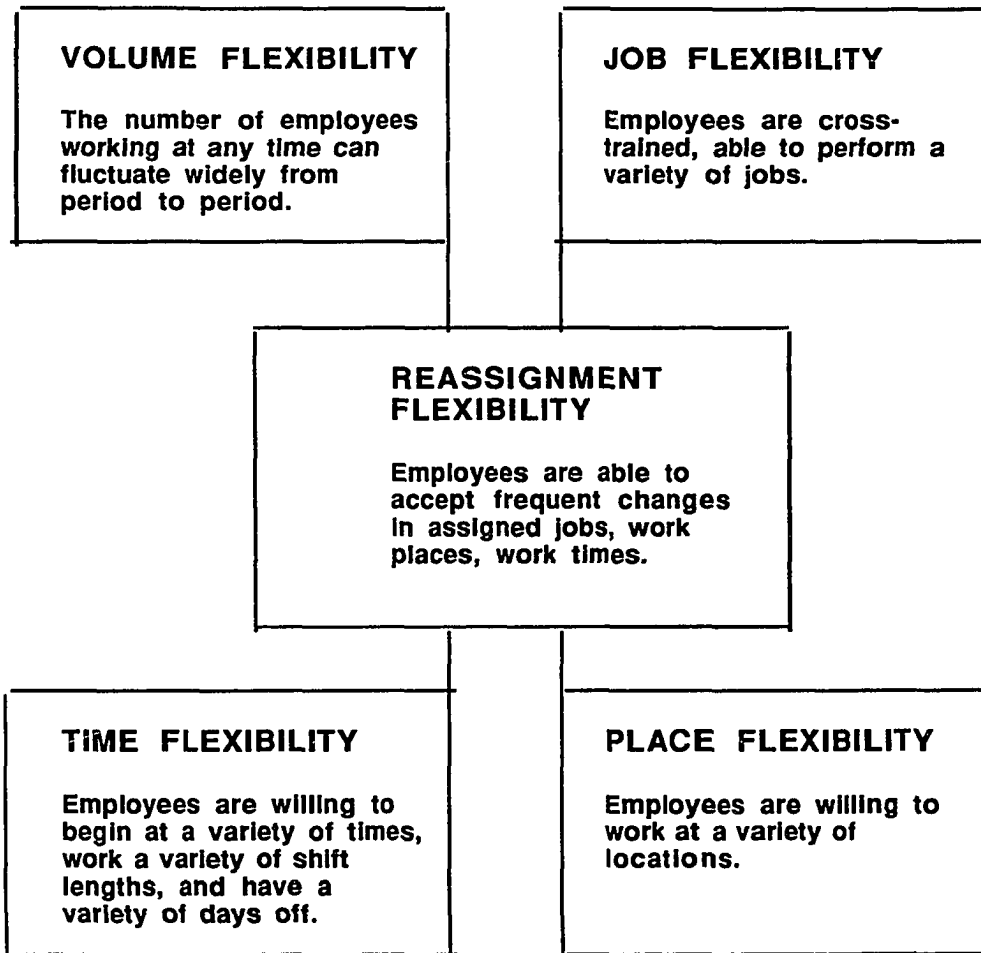 VOLUME FLEXIBILITY
The number of employees
working at any time can
fluctuate widely from
period to period.
JOB FLEXIBILITY
Employees are cross-
trained, able to perform a
variety of jobs.
REASSIGNMENT
FLEXIBILITY
Employees are able to
accept frequent changes
in assigned jobs, work
places, work times.
TIME FLEXIBILITY
Employees are willing to
begin at a variety of times,
work a variety of shift
lengths, and have a
variety of days off.
PLACE FLEXIBILITY
Employees are willing to
work at a variety of
locations.